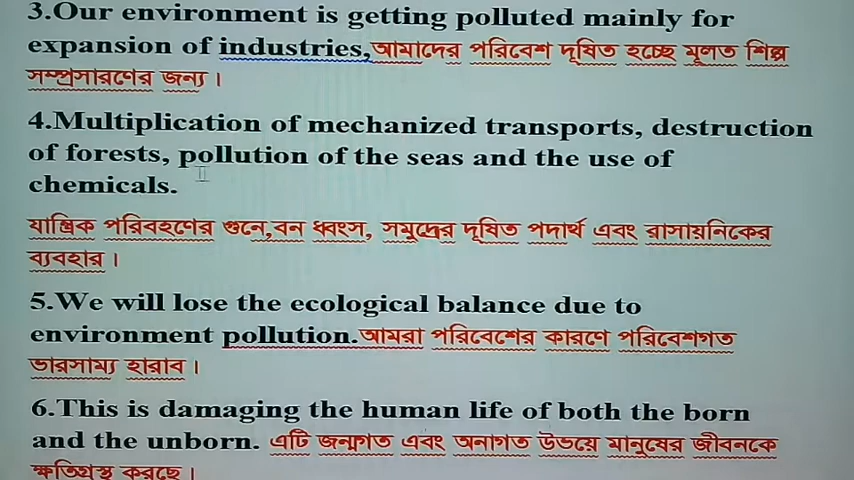 3.Our environment is getting polluted mainly for
expansion of industries,আমাদের পরিবেশ দূষিত হচ্ছে মূলত শিল্প
সম্প্রসারণের জন্য।
4.Multiplication of mechanized transports, destruction
of forests, pollution of the seas and the use of
chemicals.
যান্ত্রিক পরিবহণের গুনে,বন ধ্বংস, সমুদ্রের দূষিত পদার্থ এবং রাসায়নিকের
ব্যবহার।
5.We will lose the ecological balance due to
environment pollution.আমরা পরিবেশের কারণে পরিবেশগত
ভারসাম্য হারাব।
6.This is damaging the human life of both the born
and the unborn. এটি জন্মগত এবং অনাগত উভয়ে মানুষের জীবনকে
ক্ষতিগ্রস্থ করছে।